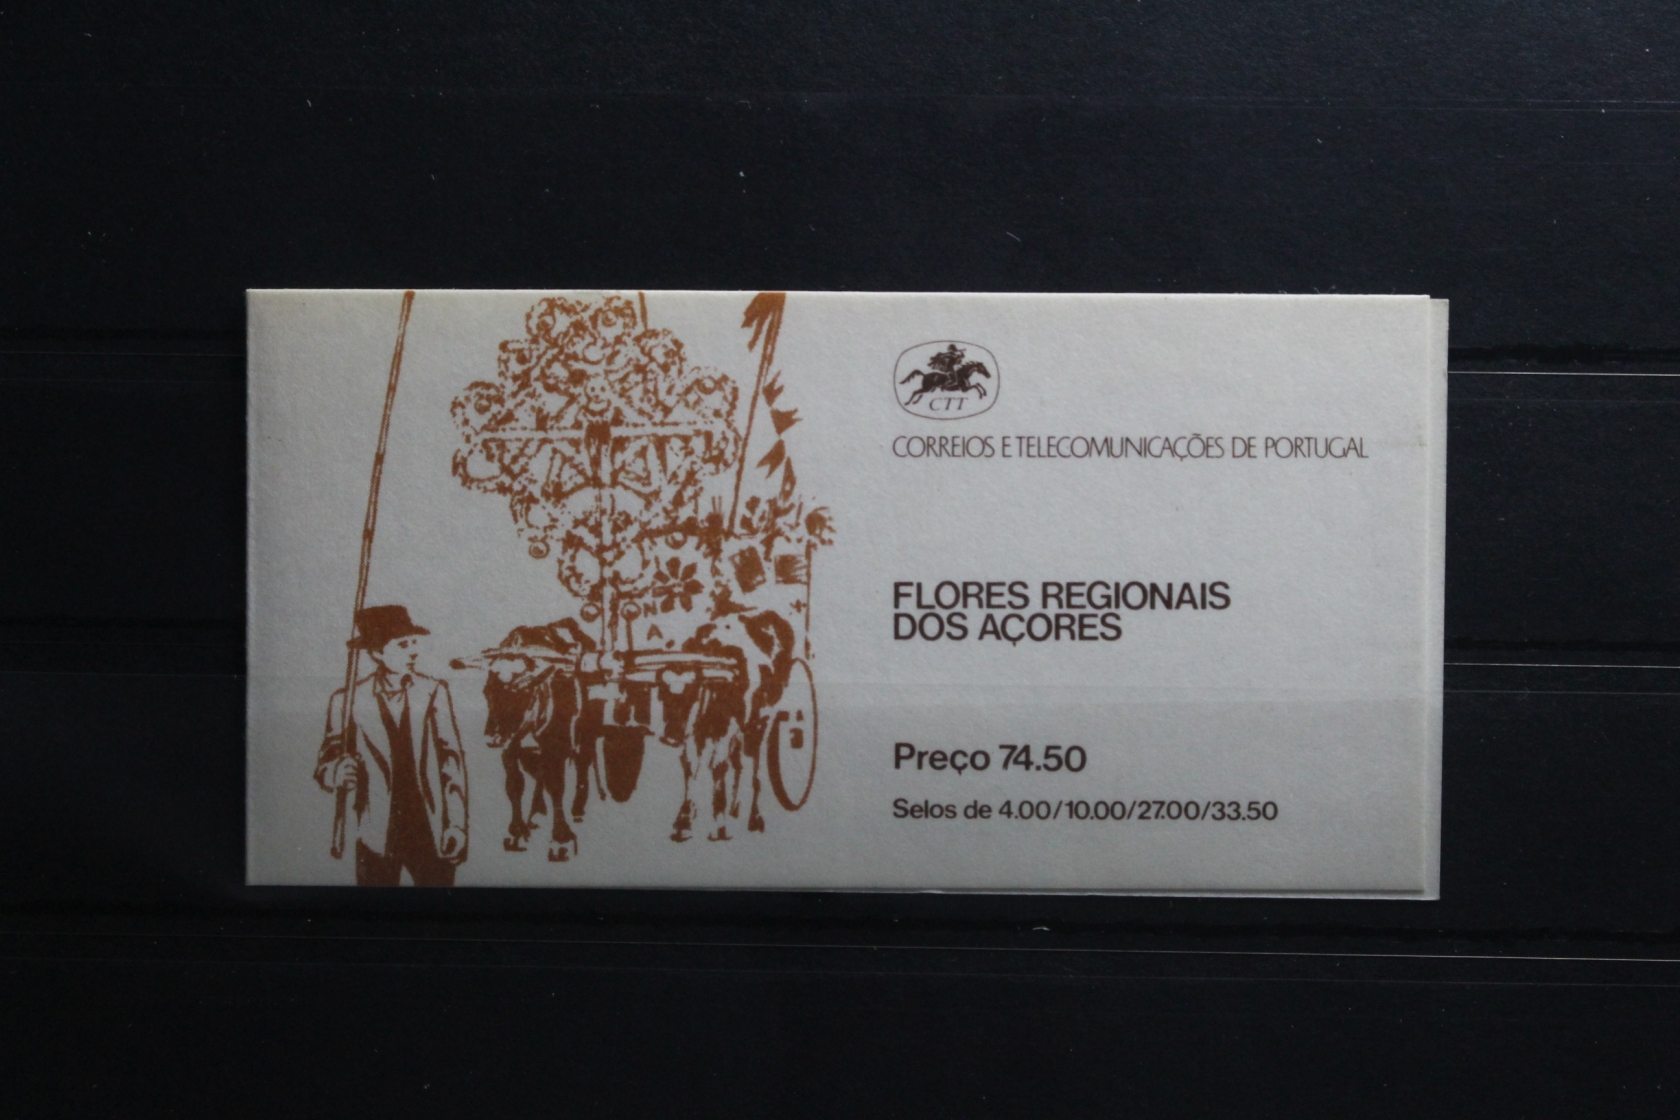 CTT
CORREIOS E TELECOMUNICAÇÕES DE PORTUGAL
FLORES REGIONAIS
DOS AÇORES
Preço 74.50
Selos de 4.00/10.00/27.00/33.50
N
A